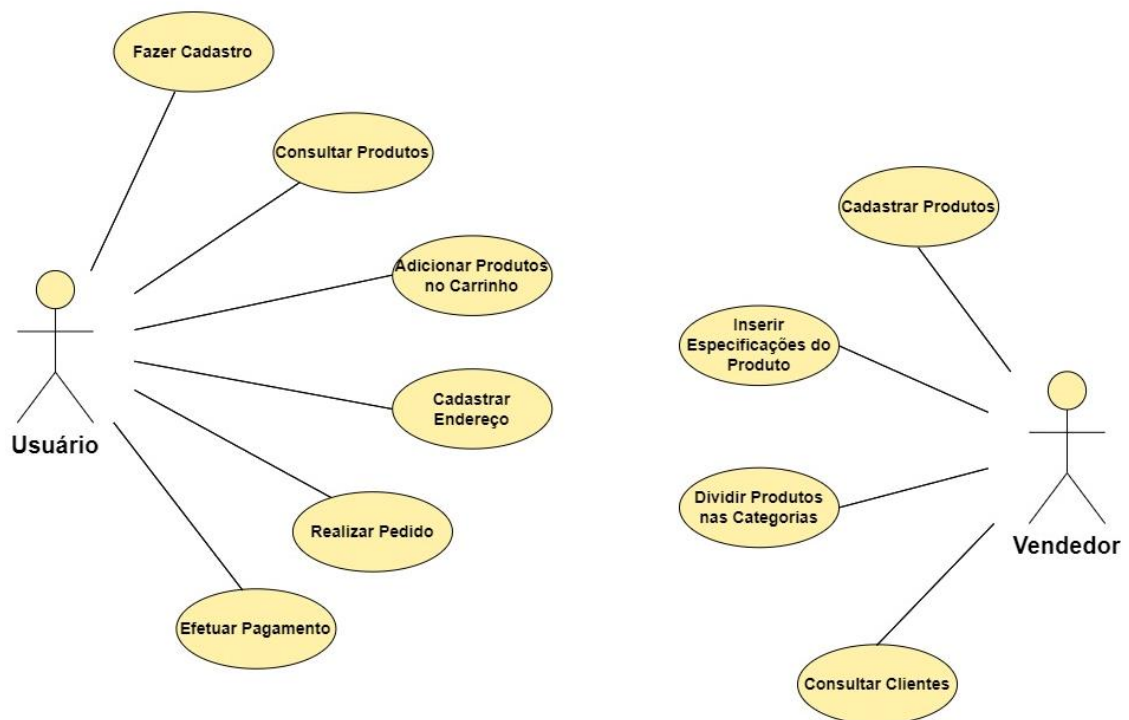 Fazer Cadastro
Consultar Produtos
Adicionar Produtos
no Carrinho
Cadastrar
Endereço
Usuário
Realizar Pedido
Efetuar Pagamento
Cadastrar Produtos
Inserir
Especificações do
Produto
Dividir Produtos
nas Categorias
Vendedor
Consultar Clientes